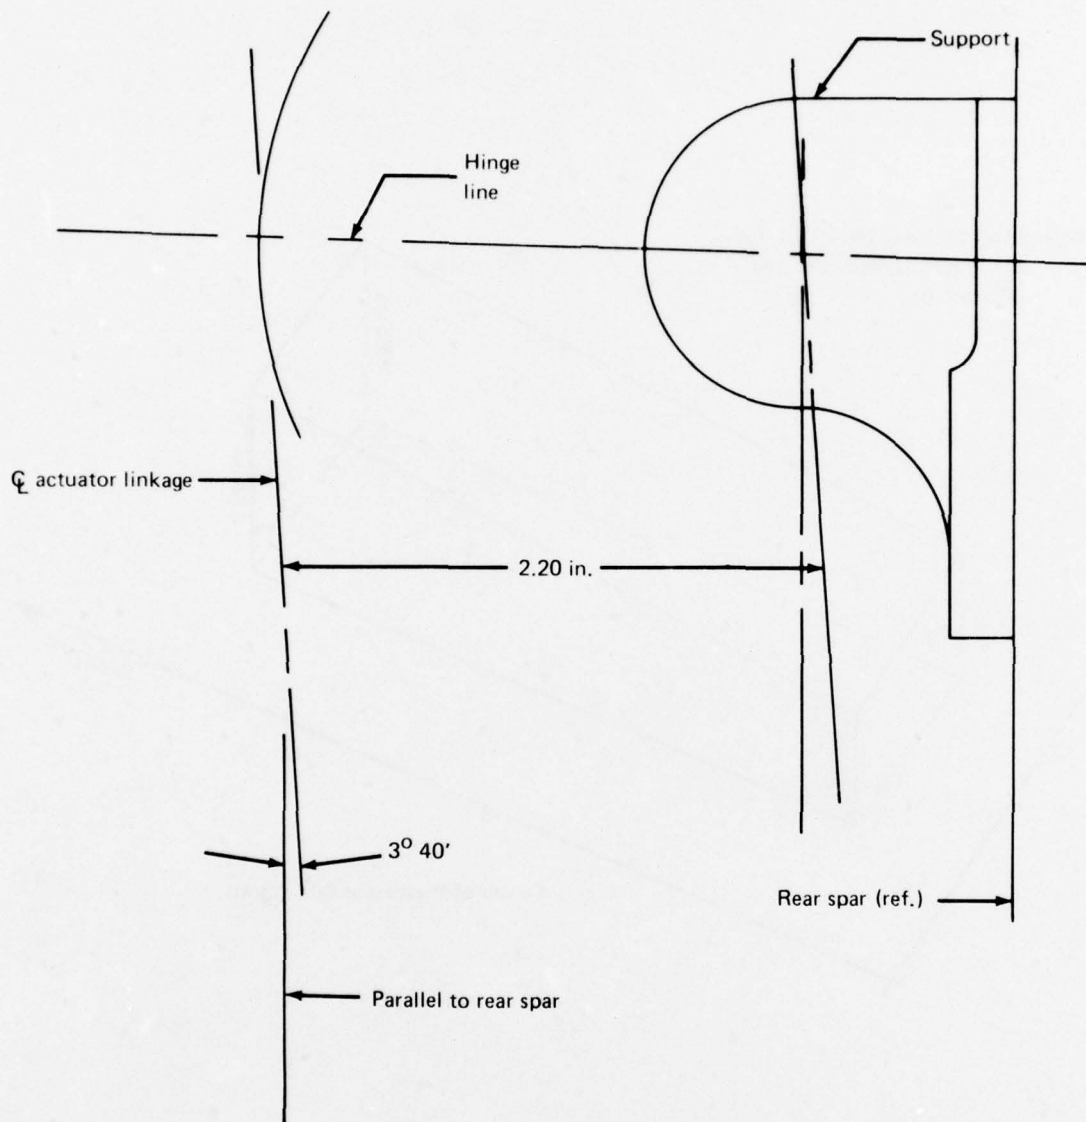 Support
Hinge
line
℄ actuator linkage
2.20 in.
3° 40'
Rear spar (ref.)
Parallel to rear spar